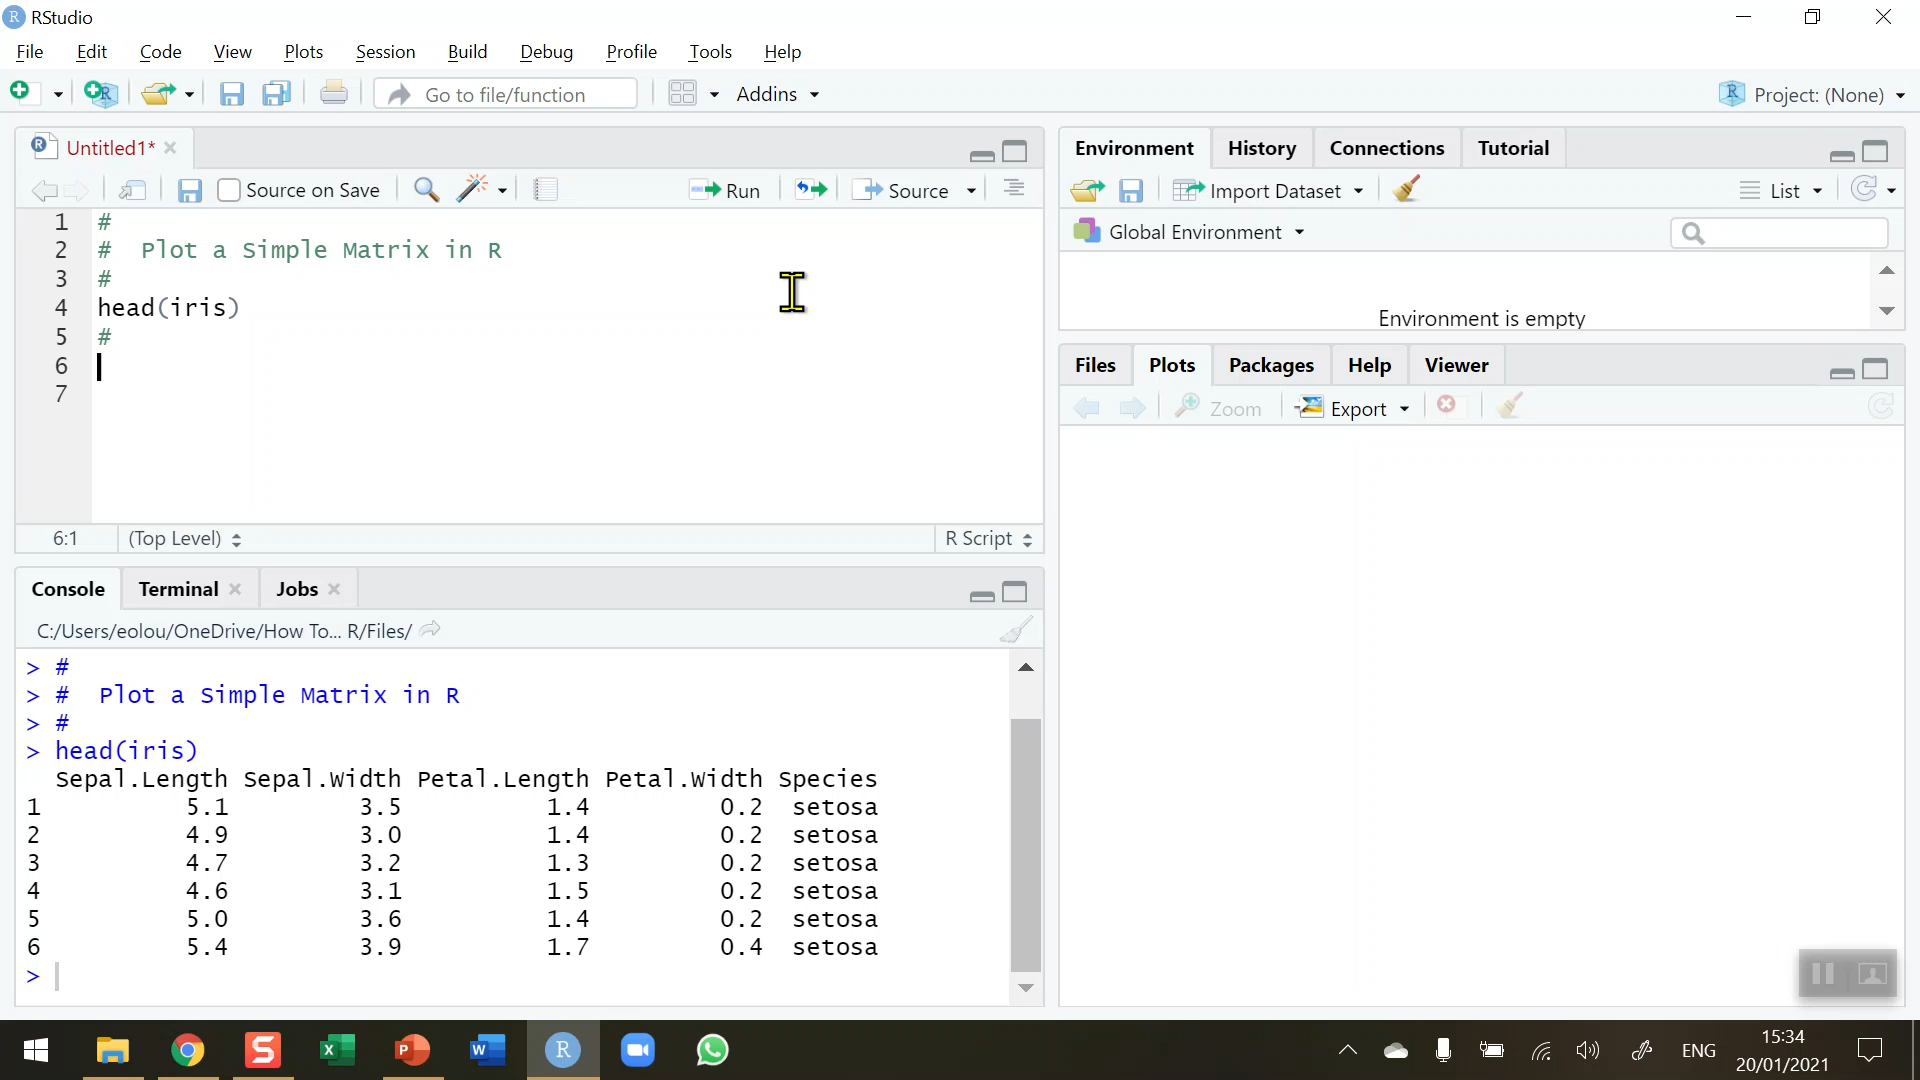 RStudio
File Edit Code View Plots Session Build Debug Profile Tools Help
Go to file/function Addins Project: (None)
Untitled1*
Source on Save Run Source
1 #
2 #  Plot a Simple Matrix in R
3 #
4 head(iris)
5 #
6
7
6:1 (Top Level) R Script
Console Terminal Jobs
C:/Users/eolou/OneDrive/How To... R/Files/
> #
> #  Plot a Simple Matrix in R
> #
> head(iris)
Sepal.Length Sepal.Width Petal.Length Petal.Width Species
1 5.1 3.5 1.4 0.2 setosa
2 4.9 3.0 1.4 0.2 setosa
3 4.7 3.2 1.3 0.2 setosa
4 4.6 3.1 1.5 0.2 setosa
5 5.0 3.6 1.4 0.2 setosa
6 5.4 3.9 1.7 0.4 setosa
>
Environment History Connections Tutorial
Import Dataset List
Global Environment
Environment is empty
Files Plots Packages Help Viewer
Zoom Export
ENG
15:34
20/01/2021